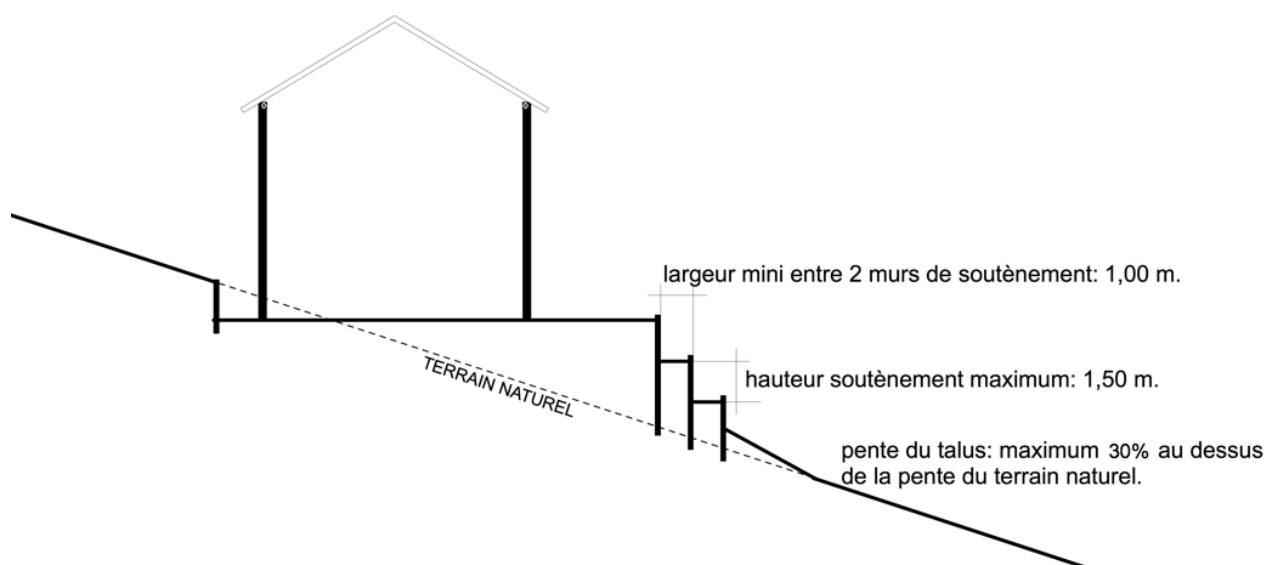 largeur mini entre 2 murs de soutènement: 1,00 m.
TERRAIN NATUREL
hauteur soutènement maximum: 1,50 m.
pente du talus: maximum 30% au dessus
de la pente du terrain naturel.